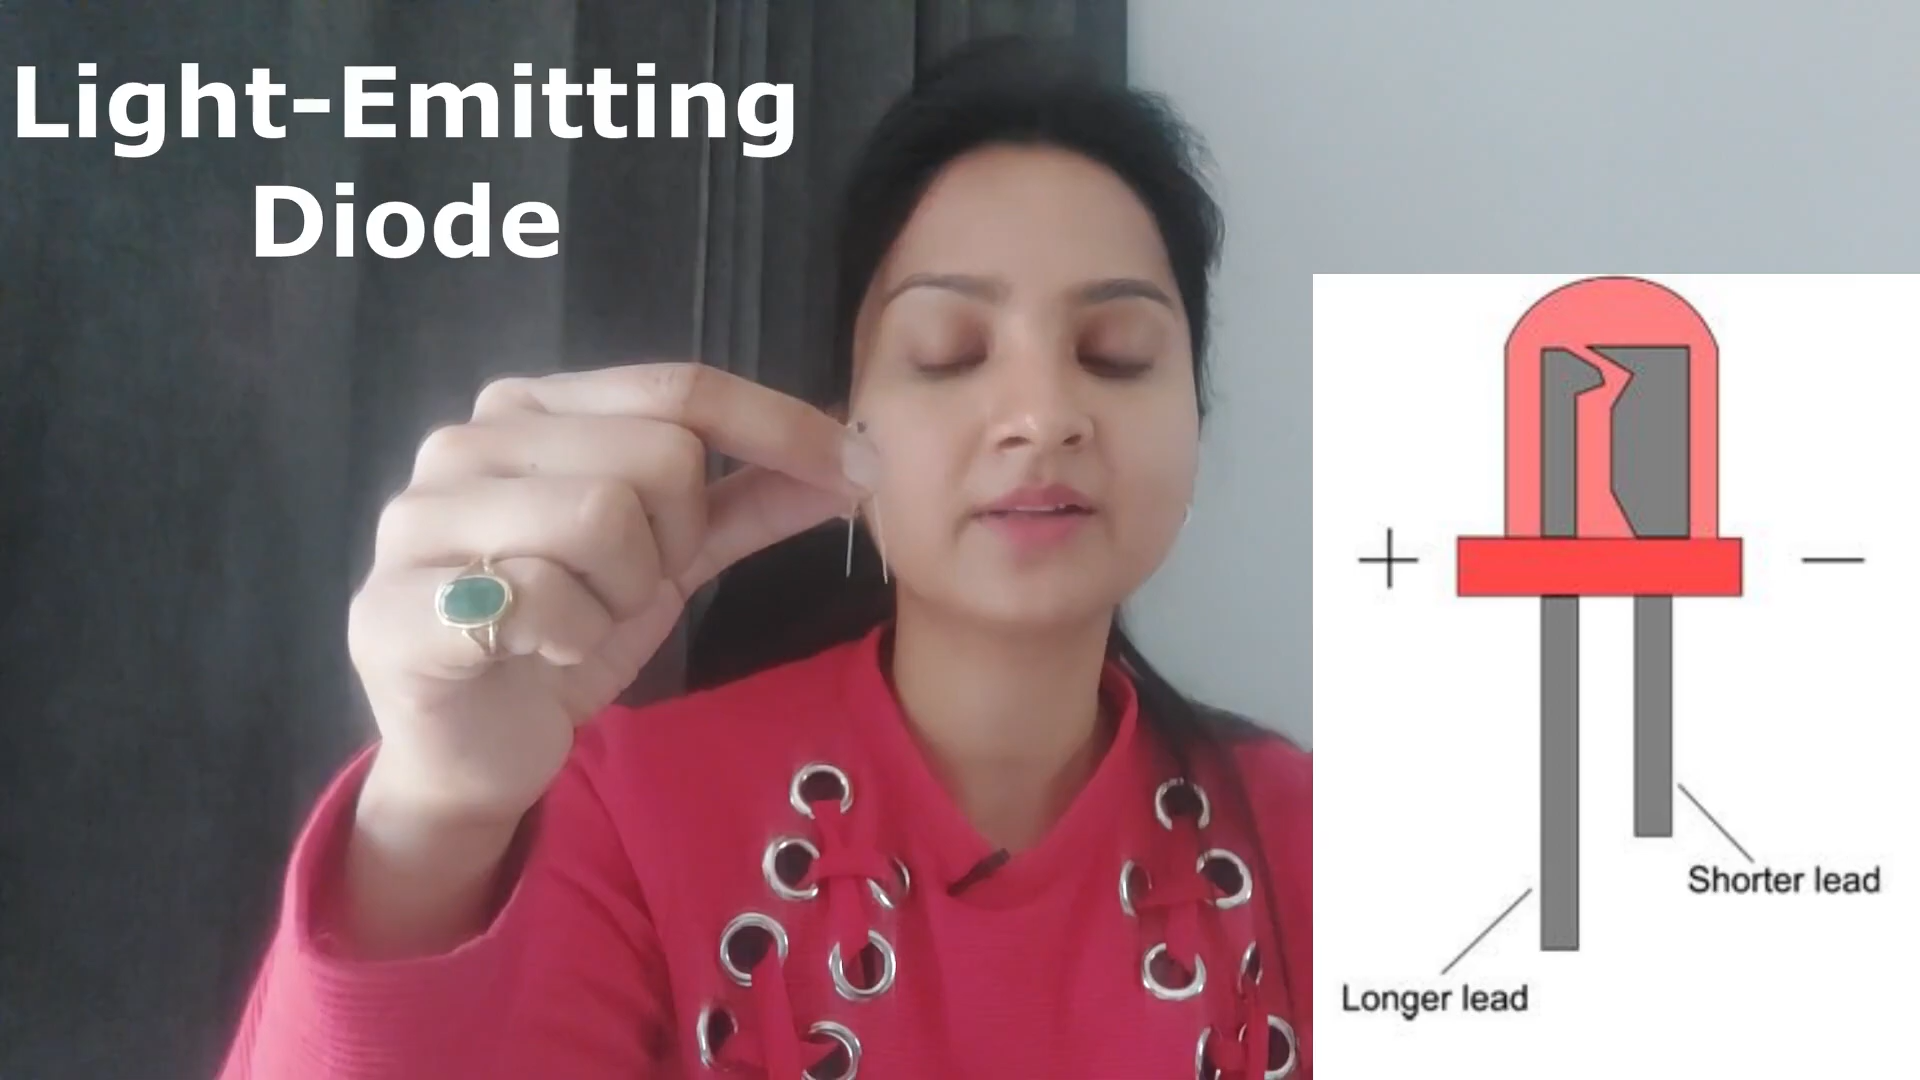 Light-Emitting
Diode
+
−
Shorter lead
Longer lead